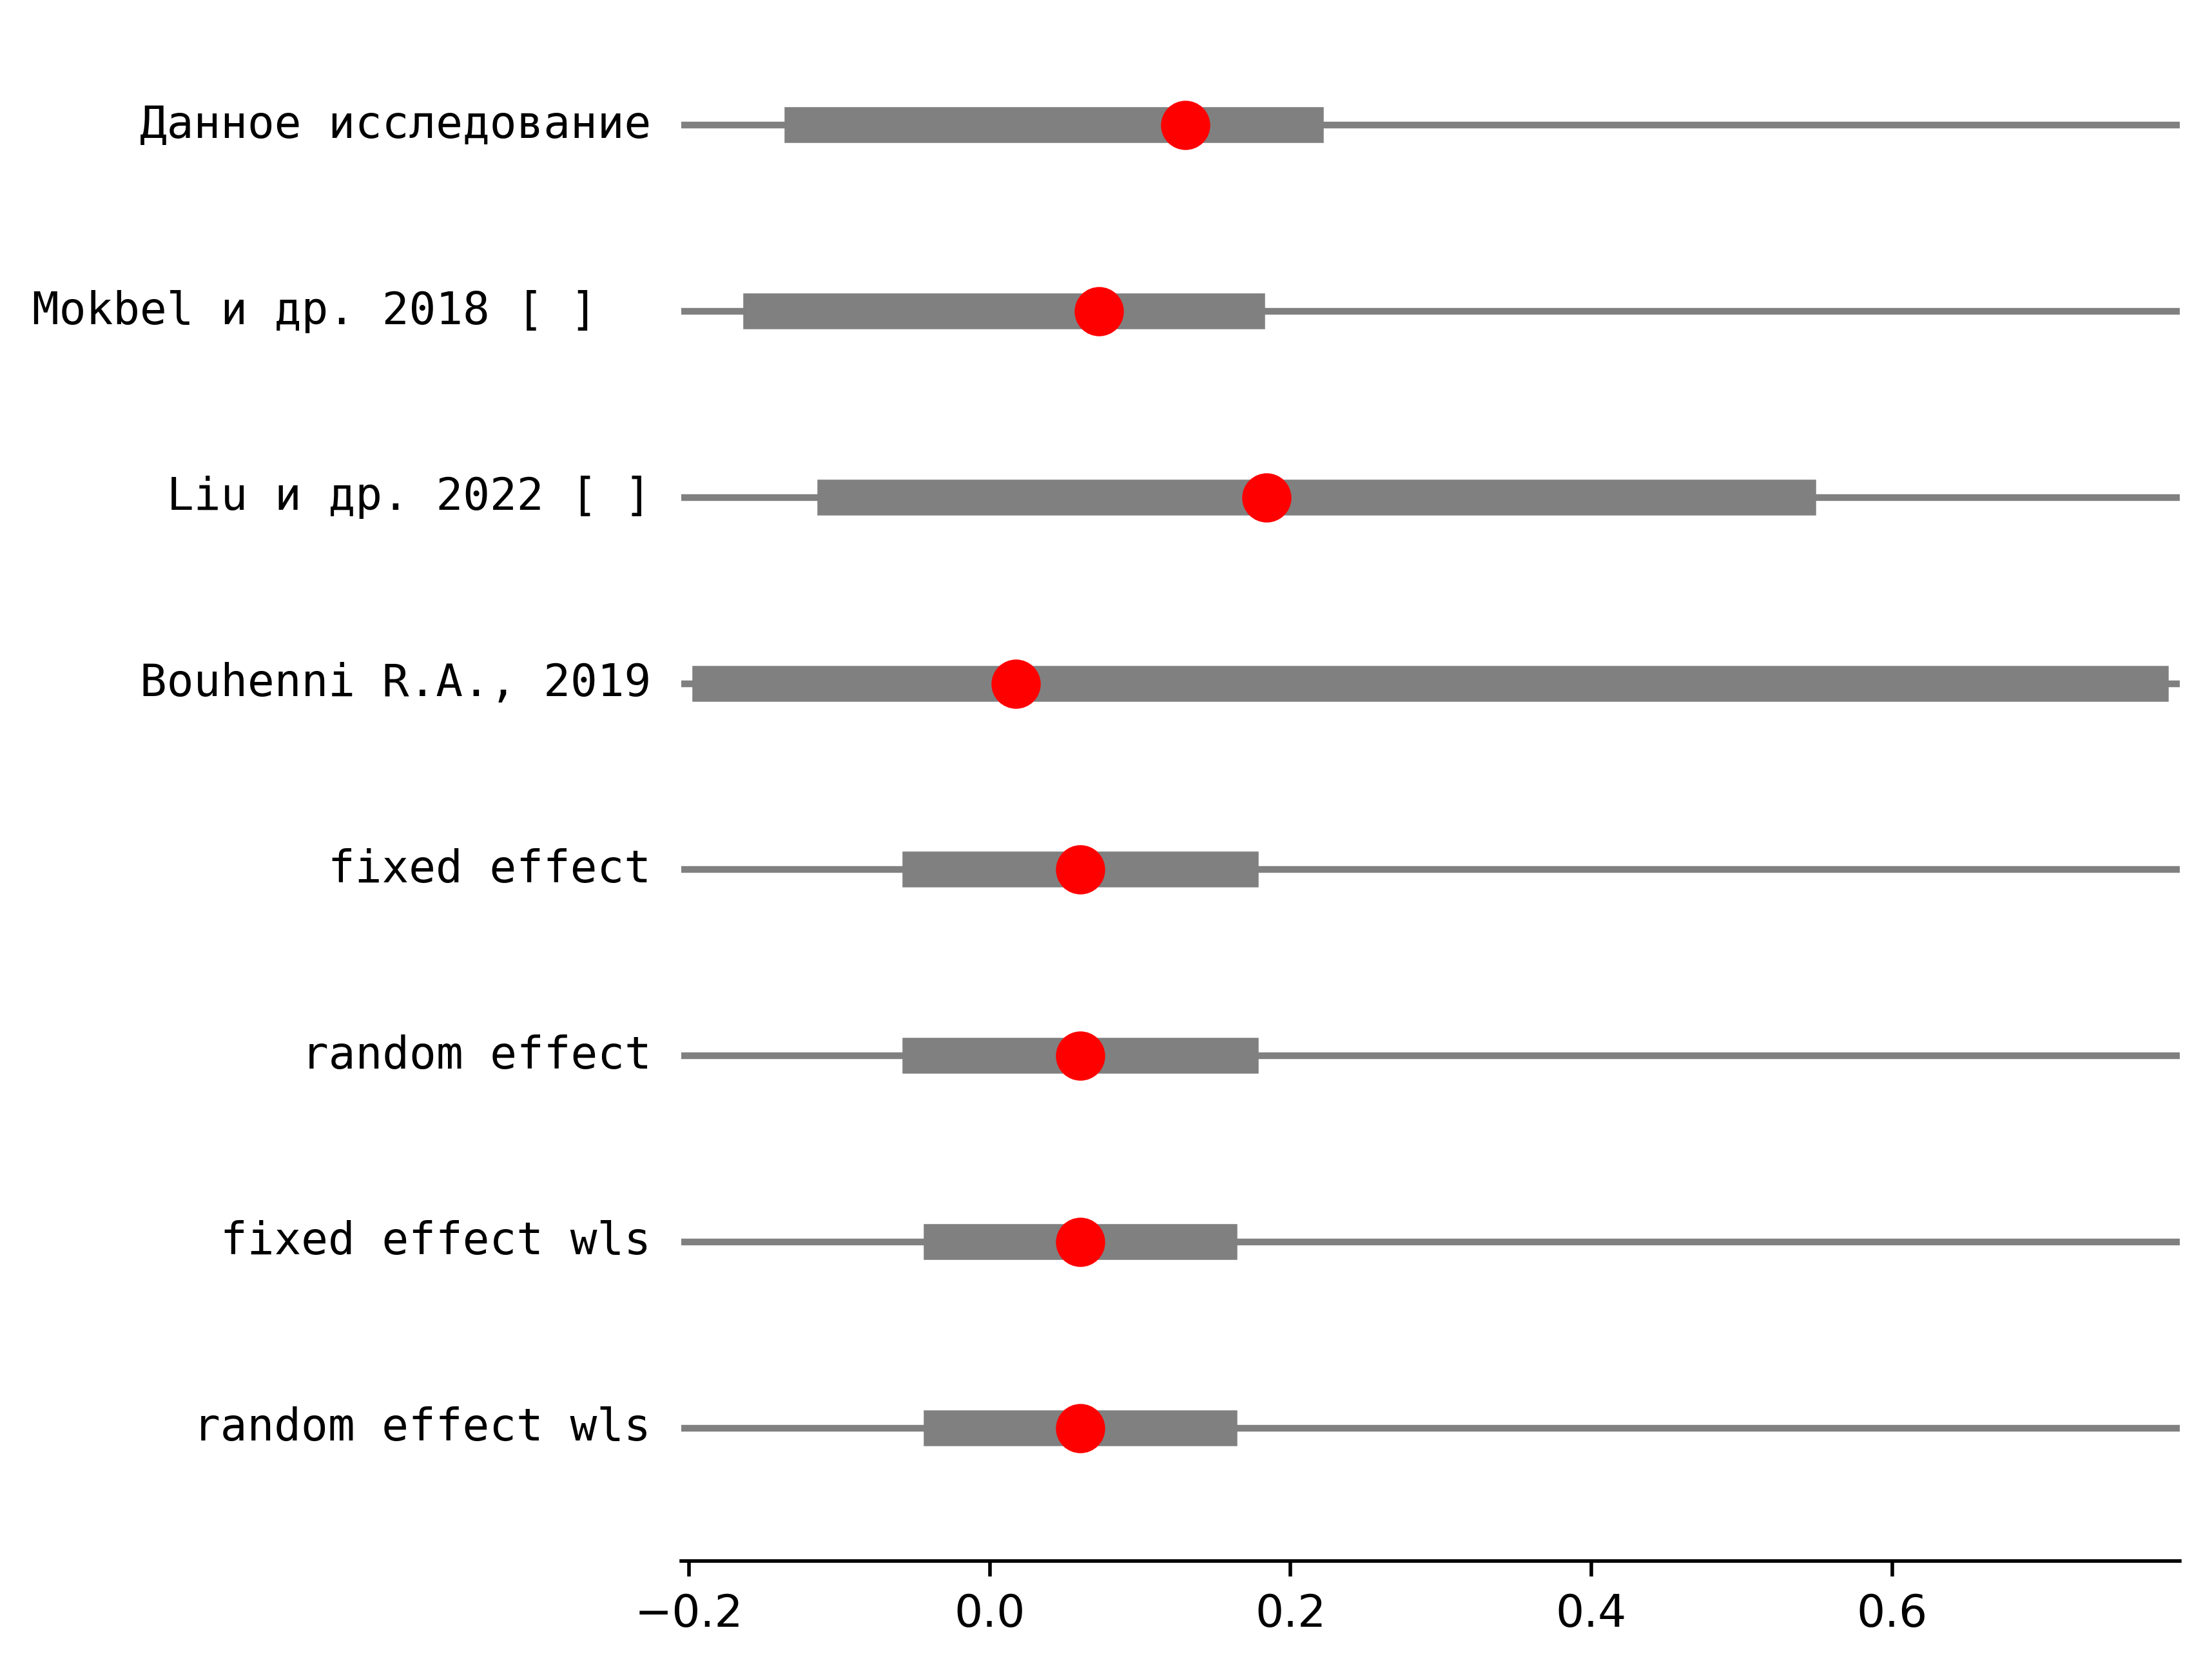 Данное исследование
Mokbel и др. 2018 [ ]
Liu и др. 2022 [ ]
Bouhenni R.A., 2019
fixed effect
random effect
fixed effect wls
random effect wls
−0.2 0.0 0.2 0.4 0.6